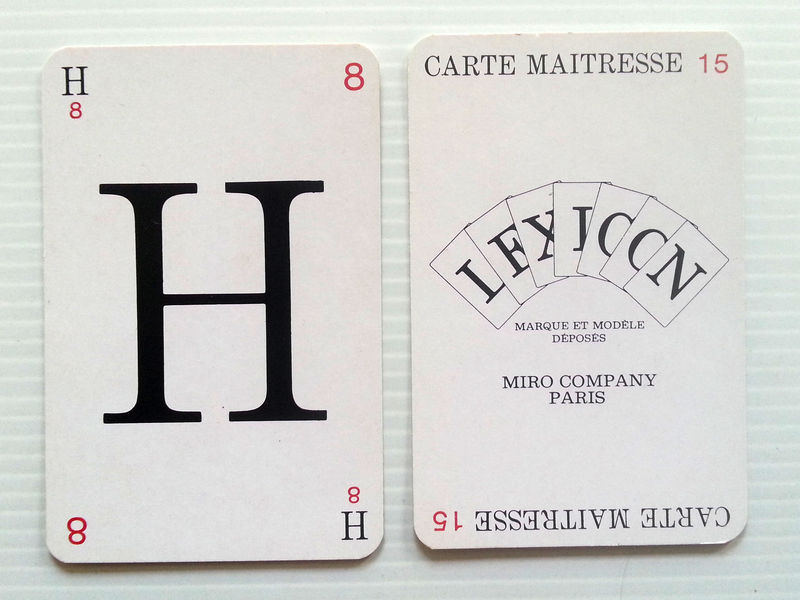 H
8
8
H
8
8
H
CARTE MAITRESSE 15
LEXICON
MARQUE ET MODÈLE
DÉPOSÉS
MIRO COMPANY
PARIS
CARTE MAITRESSE 15